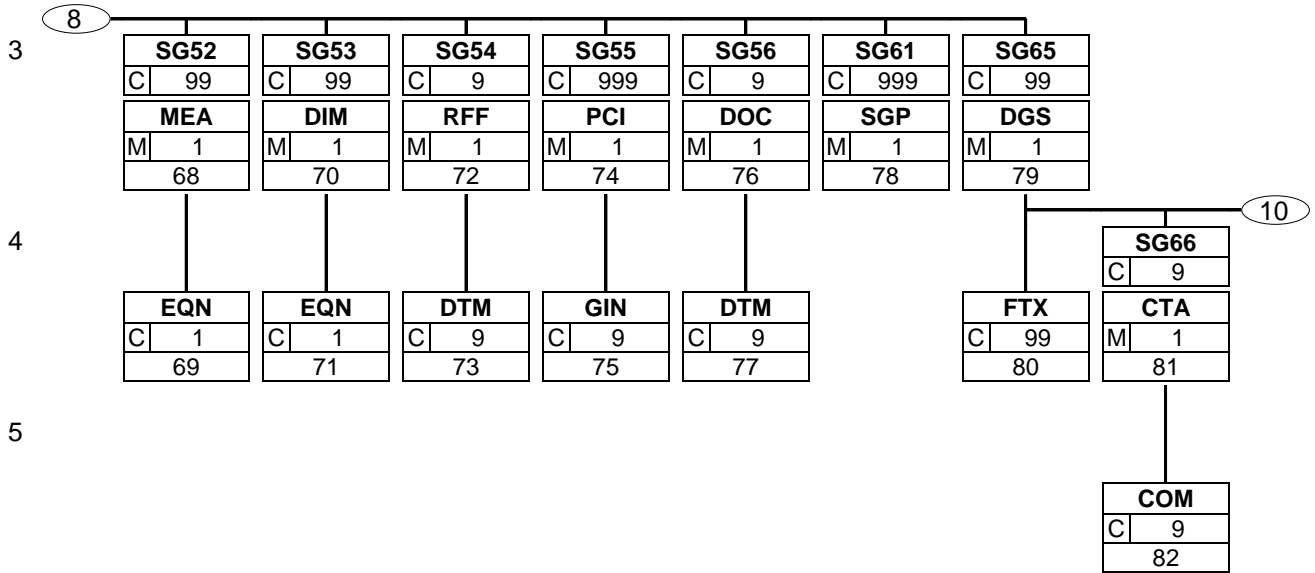 8
3 SG52 SG53 SG54 SG55 SG56 SG61 SG65
C 99 C 99 C 9 C 999 C 9 C 999 C 99
MEA DIM RFF PCI DOC SGP DGS
M 1 M 1 M 1 M 1 M 1 M 1 M 1
68 70 72 74 76 78 79
10
4 SG66
C 9
EQN EQN DTM GIN DTM FTX CTA
C 1 C 1 C 9 C 9 C 9 C 99 M 1
69 71 73 75 77 80 81
5
COM
C 9
82